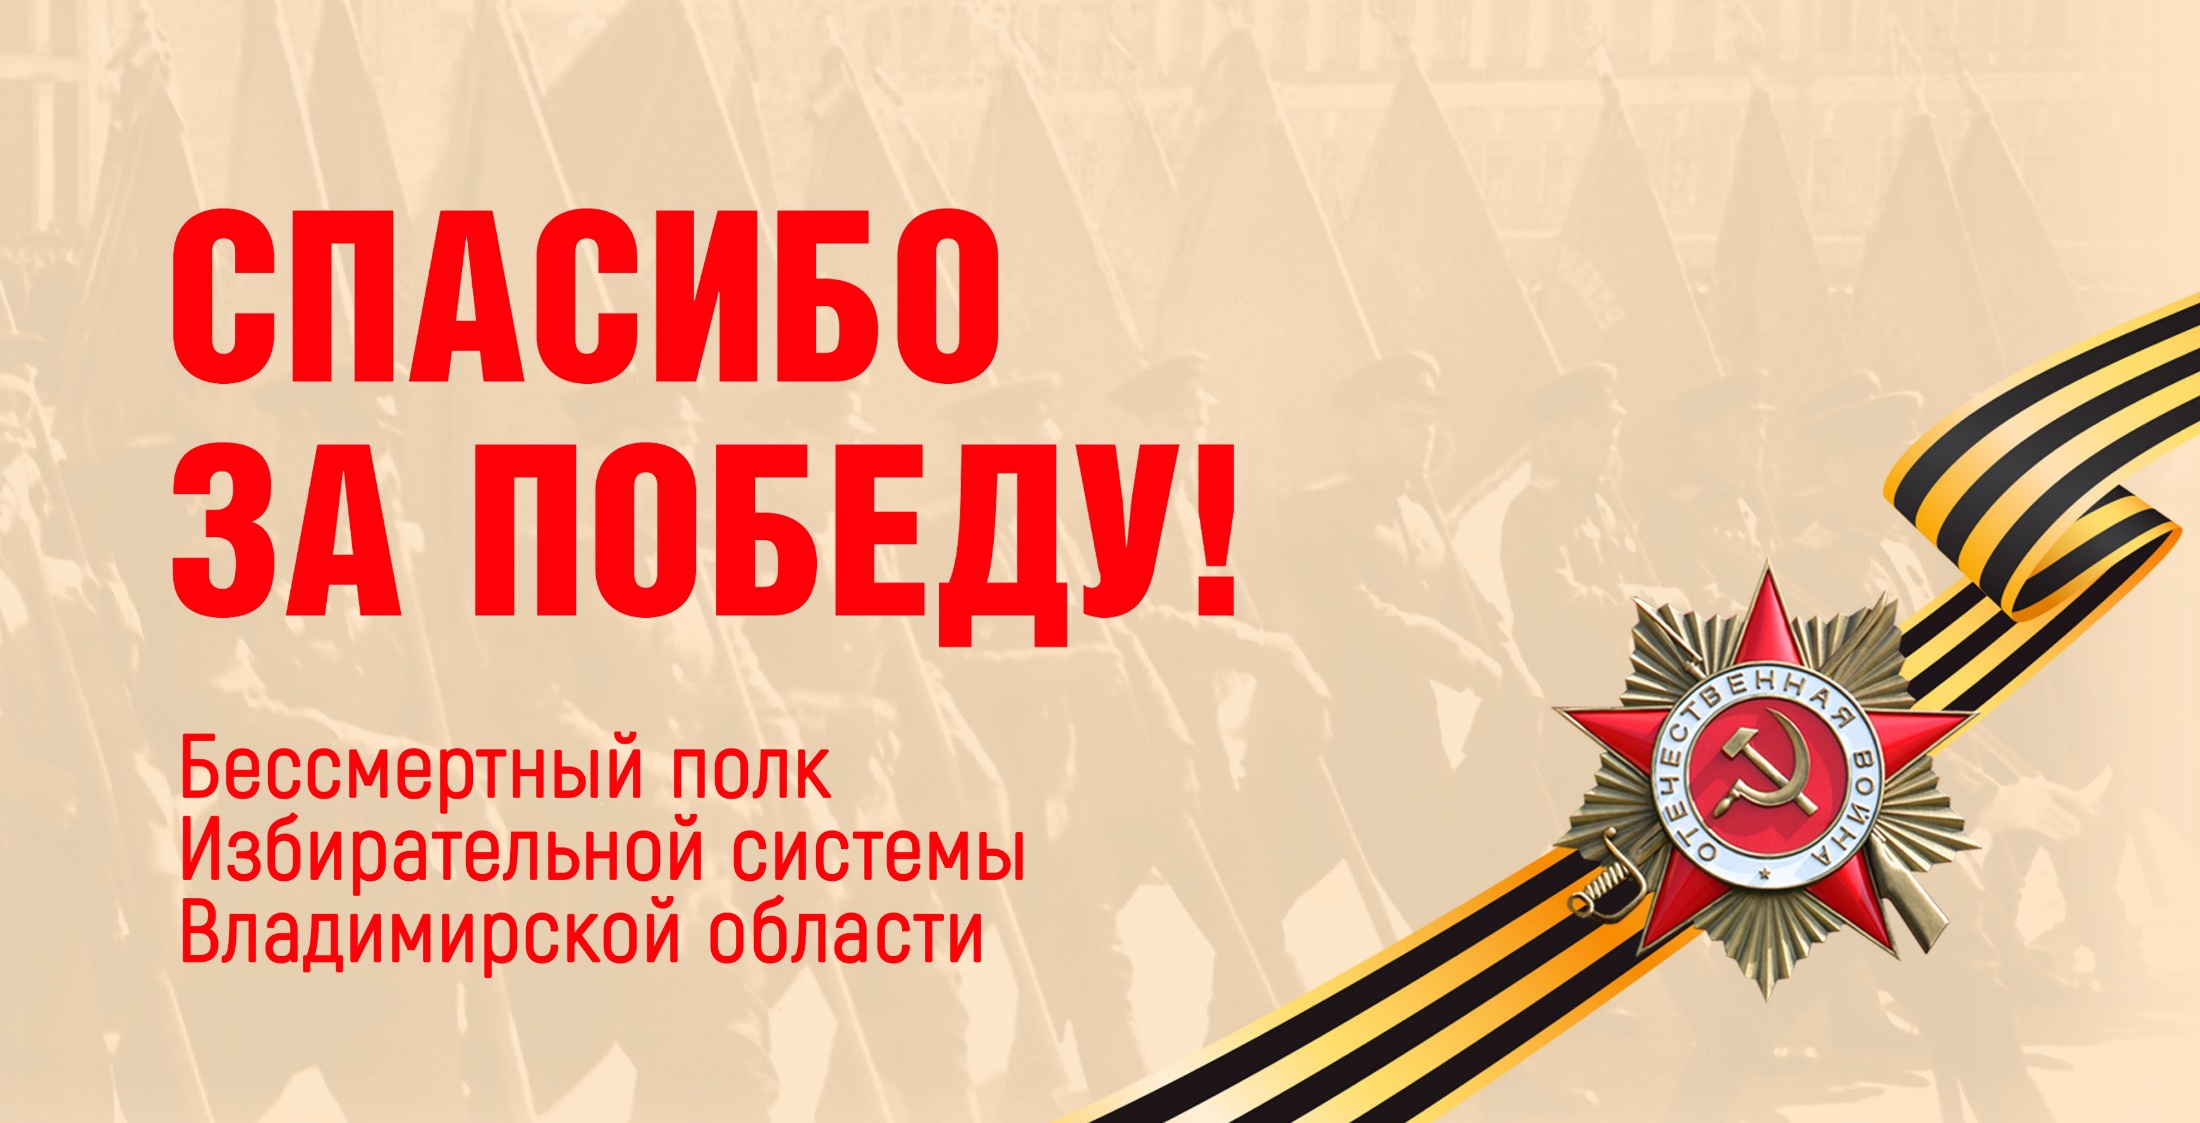 СПАСИБО
ЗА ПОБЕДУ!
Бессмертный полк
Избирательной системы
Владимирской области
ОТЕЧЕСТВЕННАЯ ВОЙНА